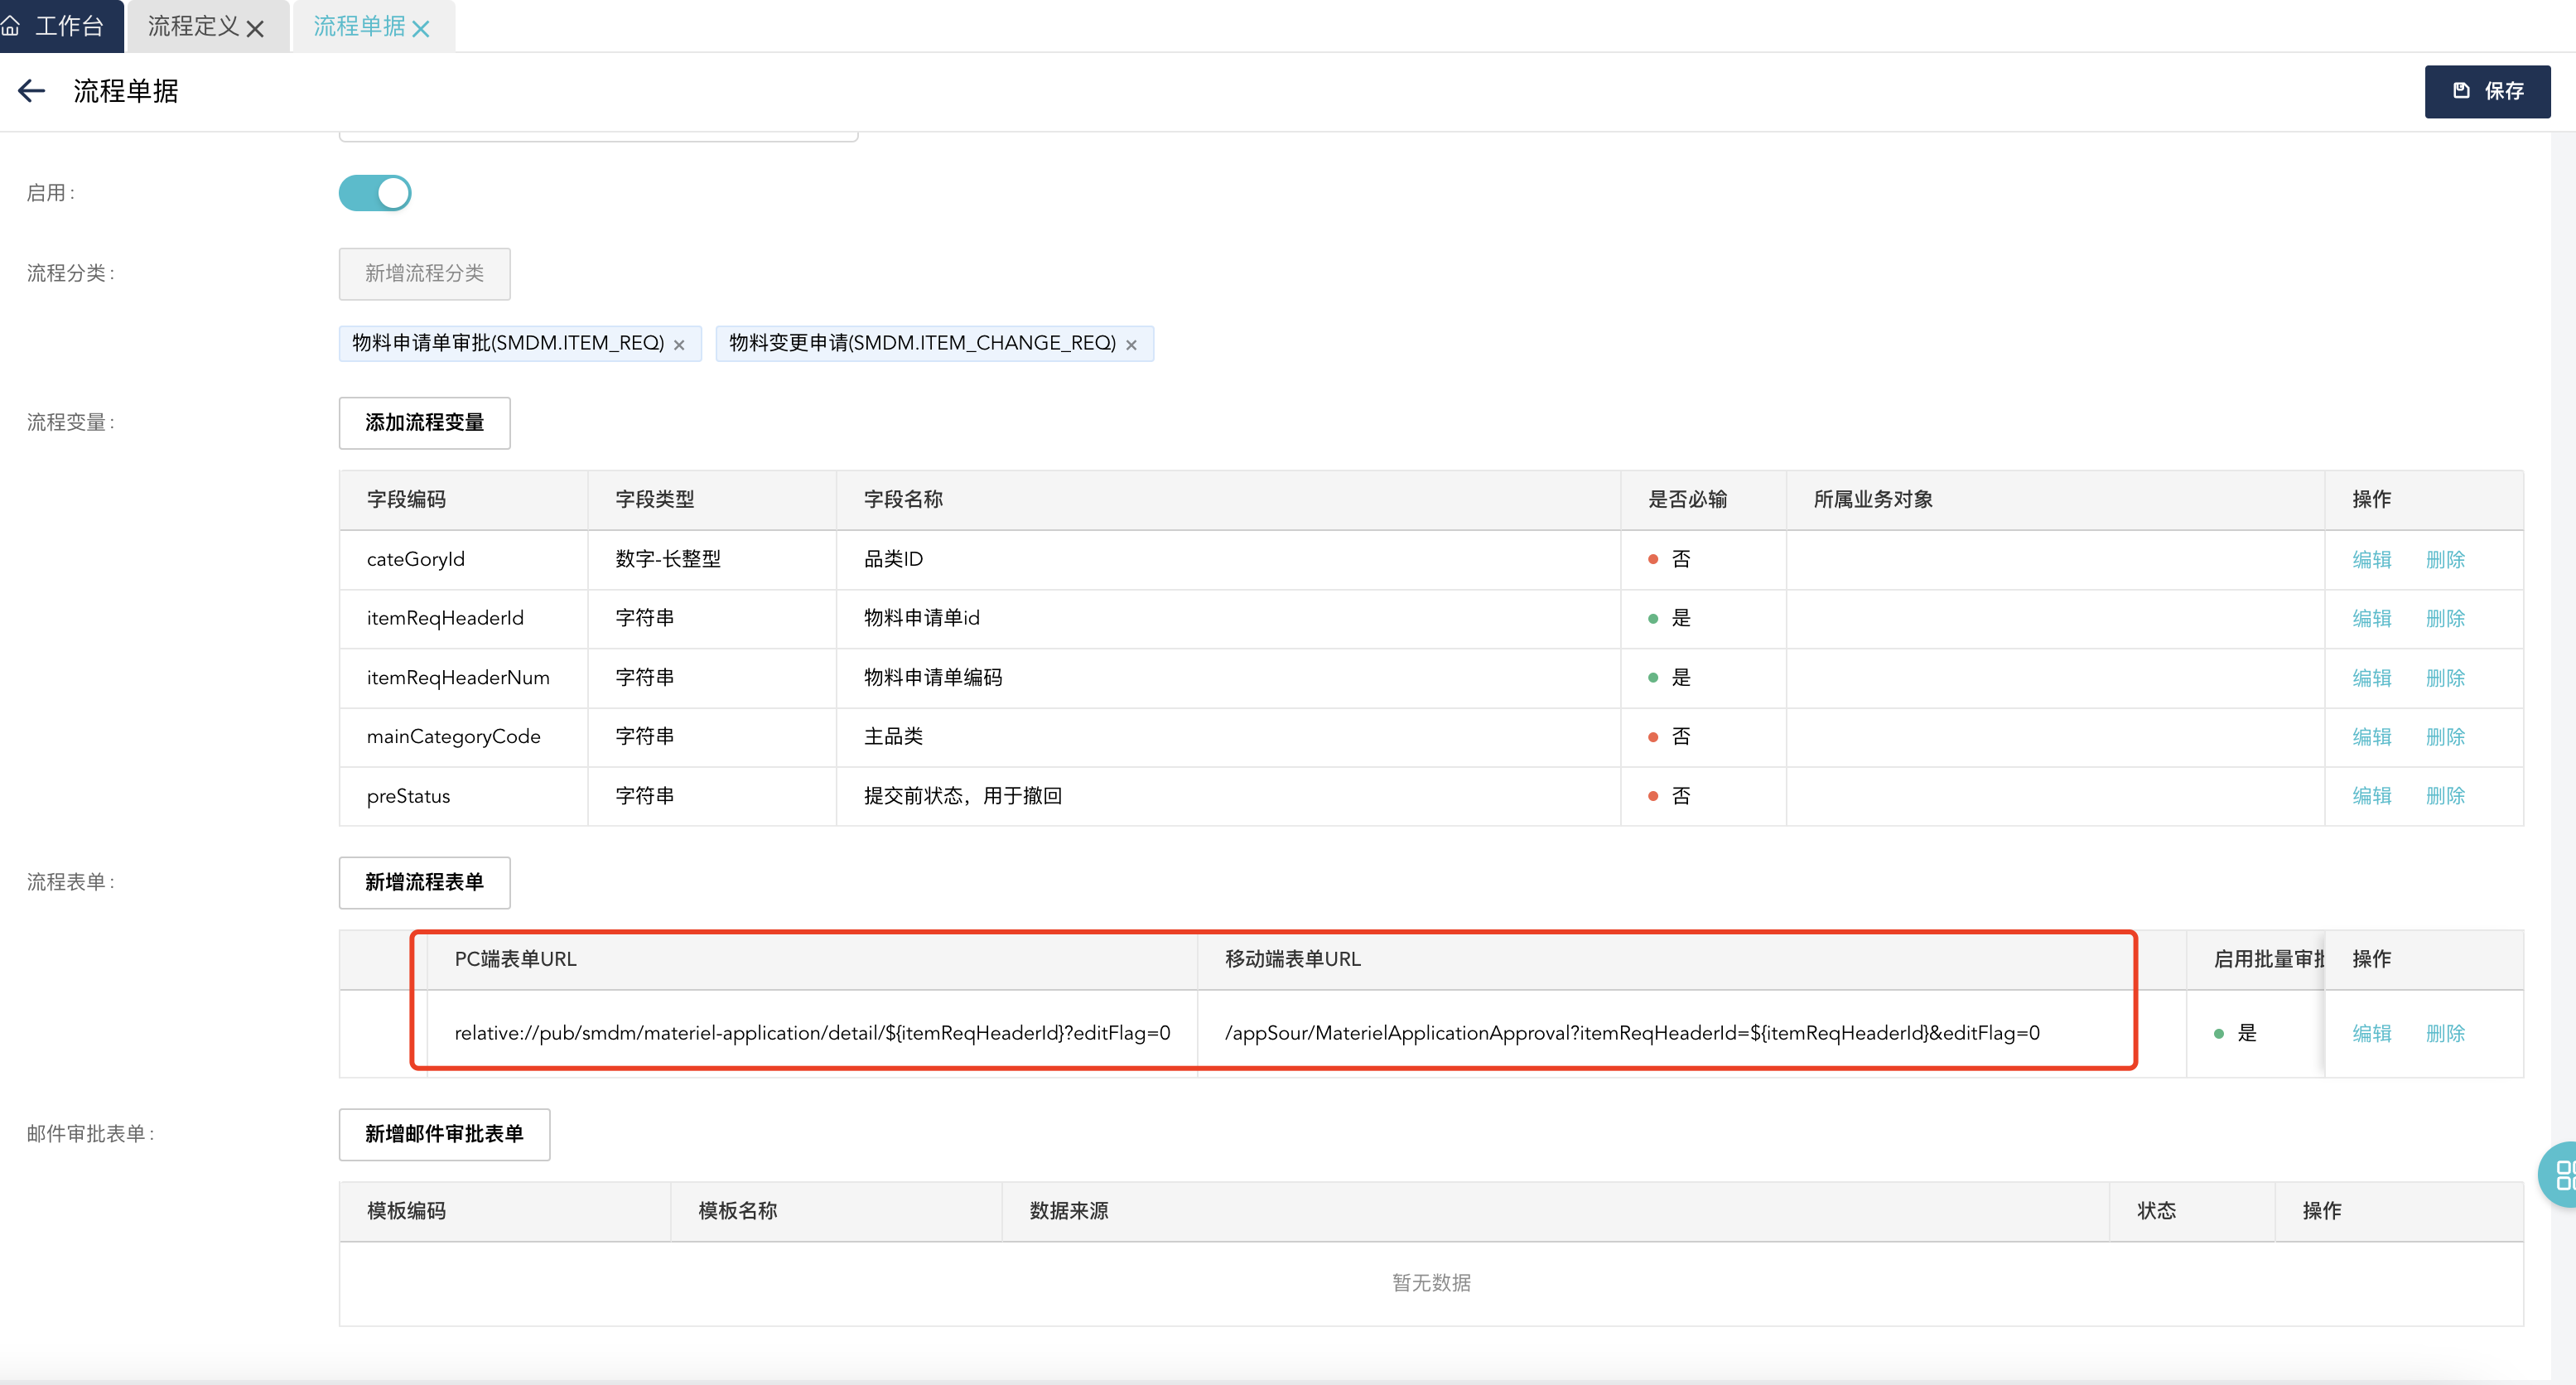 工作台 流程定义 流程单据
流程单据 保存
启用:
流程分类: 新增流程分类
物料申请单审批(SMDM.ITEM_REQ) 物料变更申请(SMDM.ITEM_CHANGE_REQ)
流程变量: 添加流程变量
字段编码 字段类型 字段名称 是否必输 所属业务对象 操作
cateGoryId 数字-长整型 品类ID 否 编辑 删除
itemReqHeaderId 字符串 物料申请单id 是 编辑 删除
itemReqHeaderNum 字符串 物料申请单编码 是 编辑 删除
mainCategoryCode 字符串 主品类 否 编辑 删除
preStatus 字符串 提交前状态，用于撤回 否 编辑 删除
流程表单: 新增流程表单
PC端表单URL 移动端表单URL 启用批量审批 操作
relative://pub/smdm/materiel-application/detail/${itemReqHeaderId}?editFlag=0 /appSour/MaterielApplicationApproval?itemReqHeaderId=${itemReqHeaderId}&editFlag=0 是 编辑 删除
邮件审批表单: 新增邮件审批表单
模板编码 模板名称 数据来源 状态 操作
暂无数据